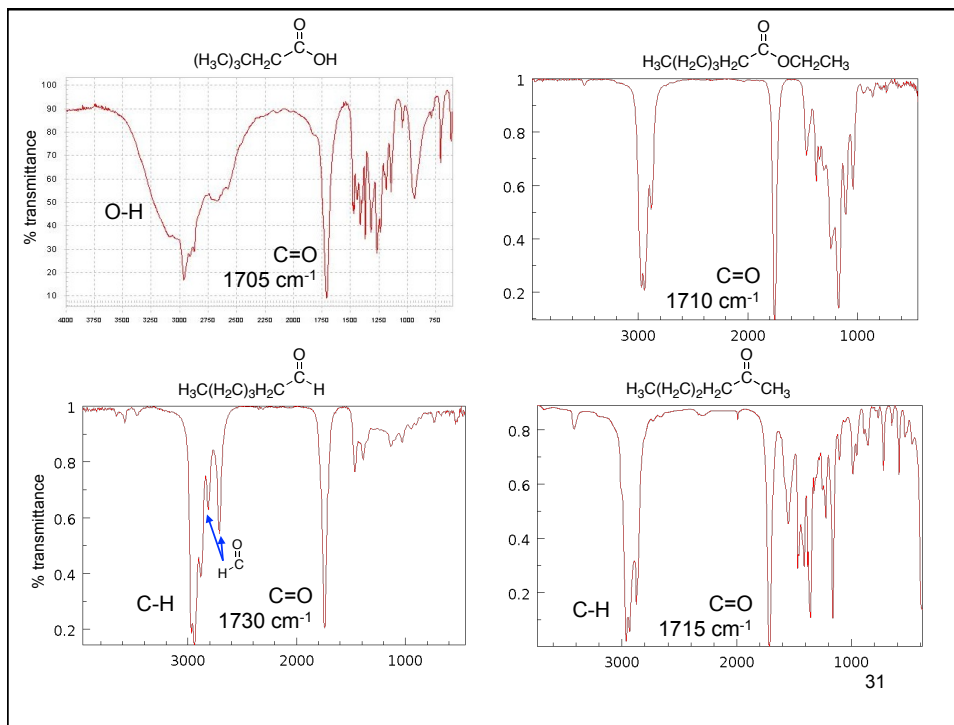 O
(H₃C)₃CH₂C C OH
% transmittance
100
90
80
70
60
50
40
30
20
10
O-H
C=O
1705 cm⁻¹
4000 3750 3500 3250 3000 2750 2500 2250 2000 1750 1500 1250 1000 750
O
H₃C(H₂C)₃H₂C C OCH₂CH₃
1
0.8
0.6
0.4
0.2
C=O
1710 cm⁻¹
3000 2000 1000
O
H₃C(H₂C)₃H₂C C H
% transmittance
1
0.8
0.6
0.4
0.2
O
H C
C-H
C=O
1730 cm⁻¹
3000 2000 1000
O
H₃C(H₂C)₂H₂C C CH₃
0.8
0.6
0.4
0.2
C-H
C=O
1715 cm⁻¹
3000 2000 1000
31